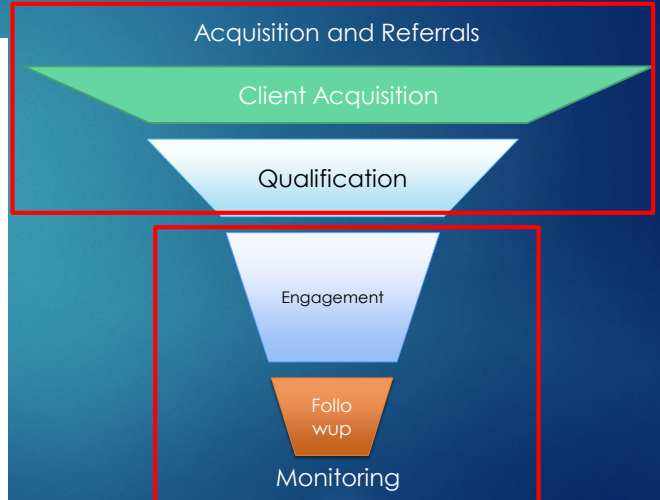 Acquisition and Referrals
Client Acquisition
Qualification
Engagement
Follo
wup
Monitoring